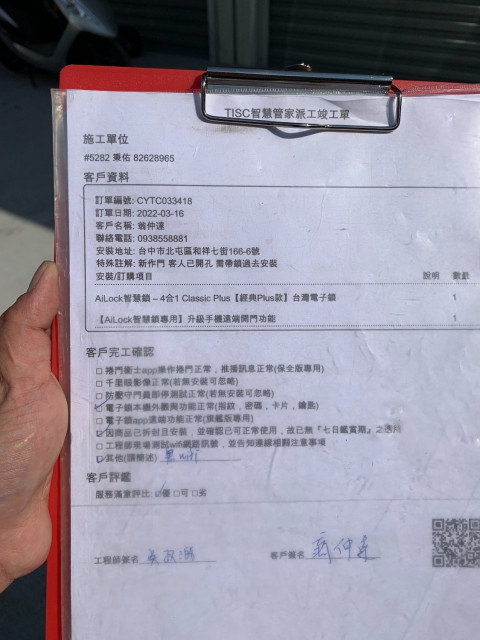 TISC智慧管家派工竣工單
施工單位
#5282 秉佑 82628965
客戶資料
訂單編號: CYTC033418
訂單日期: 2022-03-16
客戶名稱: 翁仲達
聯絡電話: 0938558881
安裝地址: 台中市北屯區和祥七街166-6號
特殊註解: 新作門 客人已開孔 需帶鎖過去安裝
安裝/訂購項目 說明 數量
AiLock智慧鎖 – 4合1 Classic Plus【經典Plus款】台灣電子鎖 1
【AiLock智慧鎖專用】升級手機遠端開門功能 1
客戶完工確認
□ 捲門衛士app操作捲門正常，推播訊息正常(保全版專用)
□ 千里眼影像正常(若無安裝可忽略)
□ 防壓守門員即停測試正常(若無安裝可忽略)
電子鎖本機外觀與功能正常(指紋，密碼，卡片，鑰匙)
□ 電子鎖app遠端功能正常(旗艦版專用)
因商品已拆封且安裝，並確認已可正常使用，故已無『七日鑑賞期』之適用
□ 工程師現場測試wifi網路訊號，並告知連線相關注意事項
其他(請簡述) 無wifi
客戶評鑑
服務滿意評比: 優 □可 □劣
工程師簽名
客戶簽名 翁仲達